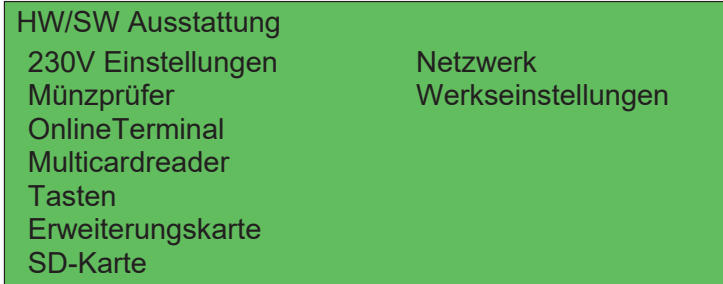 HW/SW Ausstattung
230V Einstellungen
Münzprüfer
OnlineTerminal
Multicardreader
Tasten
Erweiterungskarte
SD-Karte
Netzwerk
Werkseinstellungen